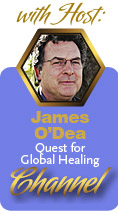 with Host:
James
O'Dea
Quest for
Global Healing
Channel